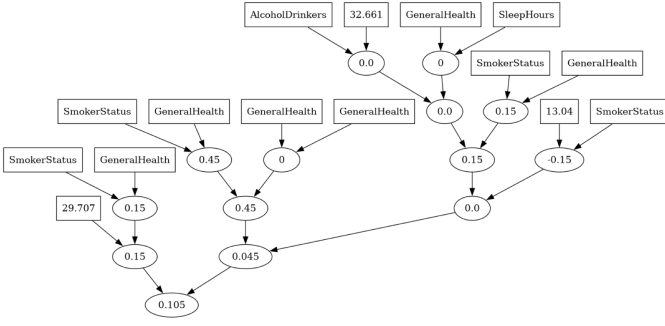 AlcoholDrinkers 32.661 GeneralHealth SleepHours
0.0 0 SmokerStatus GeneralHealth
SmokerStatus GeneralHealth GeneralHealth GeneralHealth 0.0 0.15 13.04 SmokerStatus
SmokerStatus GeneralHealth 0.45 0 0.15 -0.15
29.707 0.15 0.45 0.0
0.15 0.045
0.105